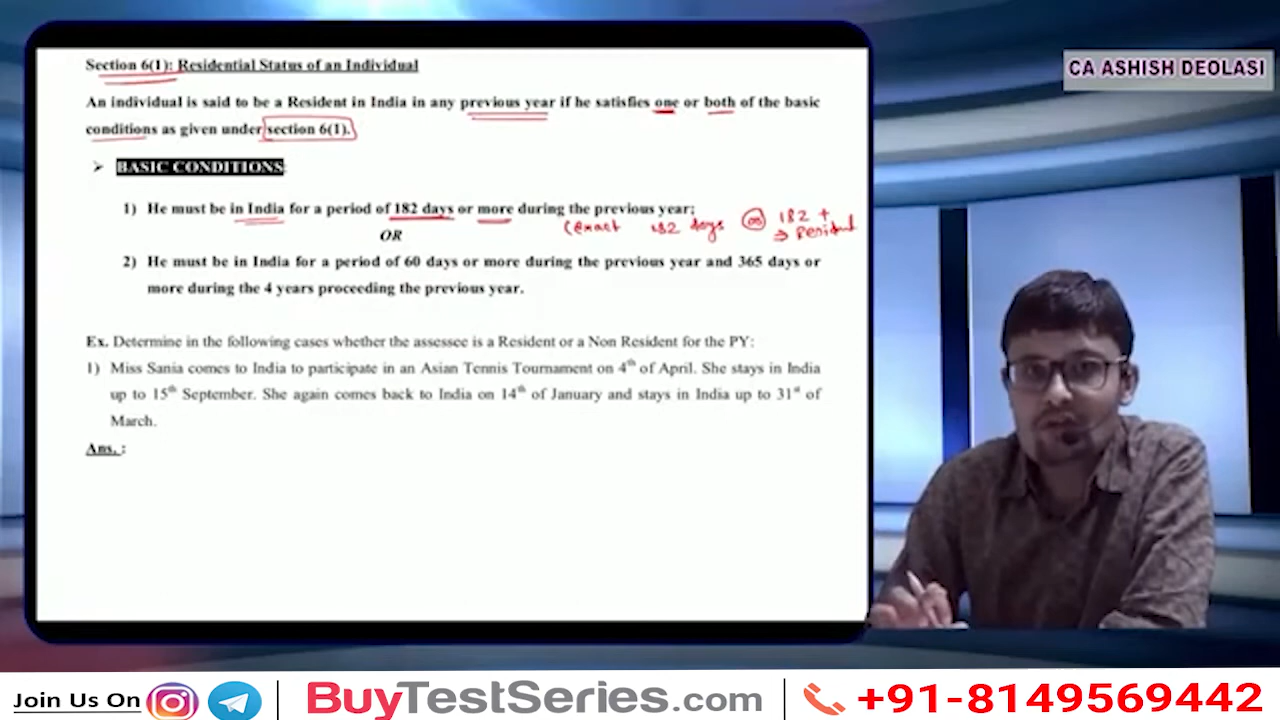 CA ASHISH DEOLASI
Section 6(1): Residential Status of an Individual
An individual is said to be a Resident in India in any previous year if he satisfies one or both of the basic
conditions as given under section 6(1).
➢ BASIC CONDITIONS
1) He must be in India for a period of 182 days or more during the previous year;
(exact 182 days or 182 +
⇒ Resident
OR
2) He must be in India for a period of 60 days or more during the previous year and 365 days or
more during the 4 years proceeding the previous year.
Ex. Determine in the following cases whether the assessee is a Resident or a Non Resident for the PY:
1) Miss Sania comes to India to participate in an Asian Tennis Tournament on 4th of April. She stays in India
up to 15th September. She again comes back to India on 14th of January and stays in India up to 31st of
March.
Ans. :
Join Us On
BuyTestSeries.com
+91-8149569442